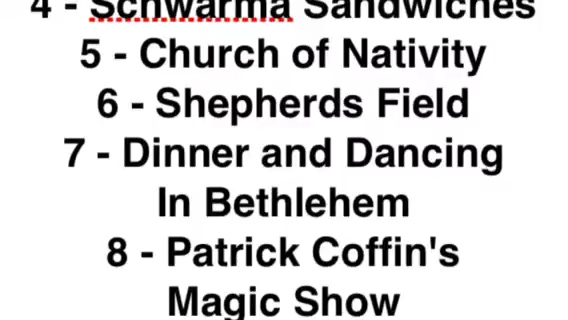 4 - Schwarma Sandwiches
5 - Church of Nativity
6 - Shepherds Field
7 - Dinner and Dancing
In Bethlehem
8 - Patrick Coffin's
Magic Show